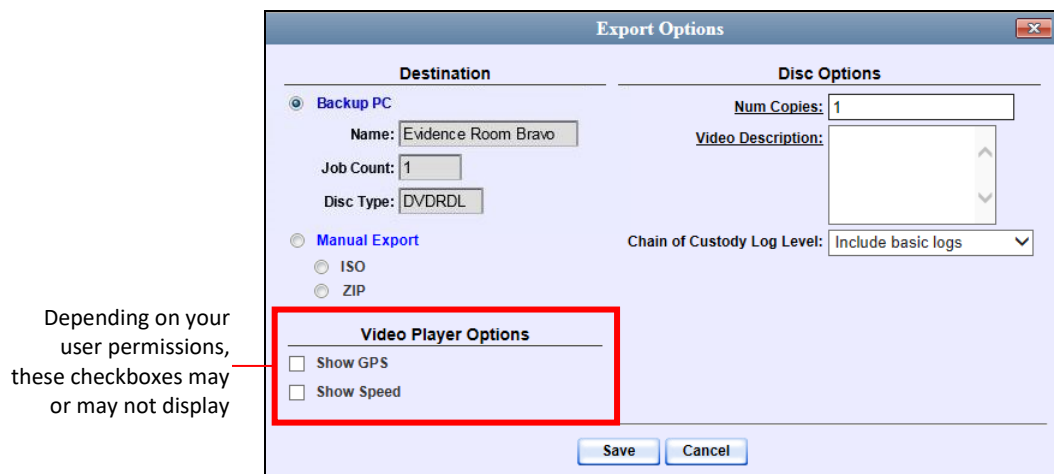 Export Options
Destination
Backup PC
Name: Evidence Room Bravo
Job Count: 1
Disc Type: DVDRDL
Manual Export
ISO
ZIP
Disc Options
Num Copies: 1
Video Description:
Chain of Custody Log Level: Include basic logs
Depending on your
user permissions,
these checkboxes may
or may not display
Video Player Options
Show GPS
Show Speed
Save Cancel